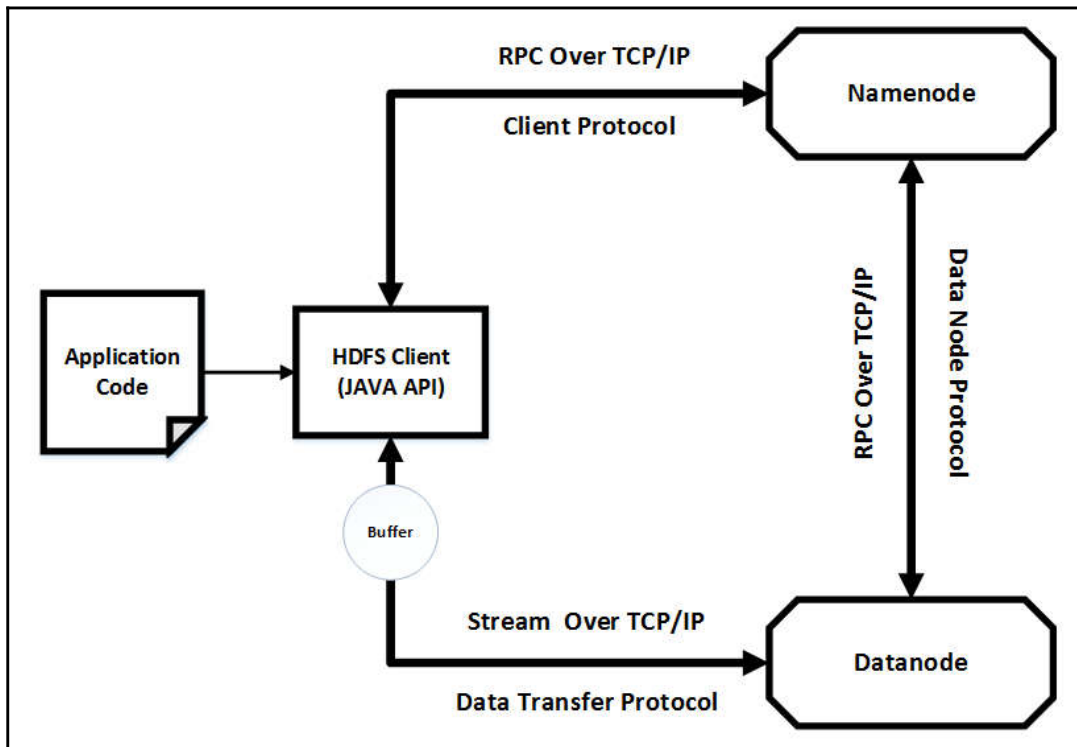 RPC Over TCP/IP
Client Protocol
Namenode
Application
Code
HDFS Client
(JAVA API)
RPC Over TCP/IP
Data Node Protocol
Buffer
Stream Over TCP/IP
Data Transfer Protocol
Datanode